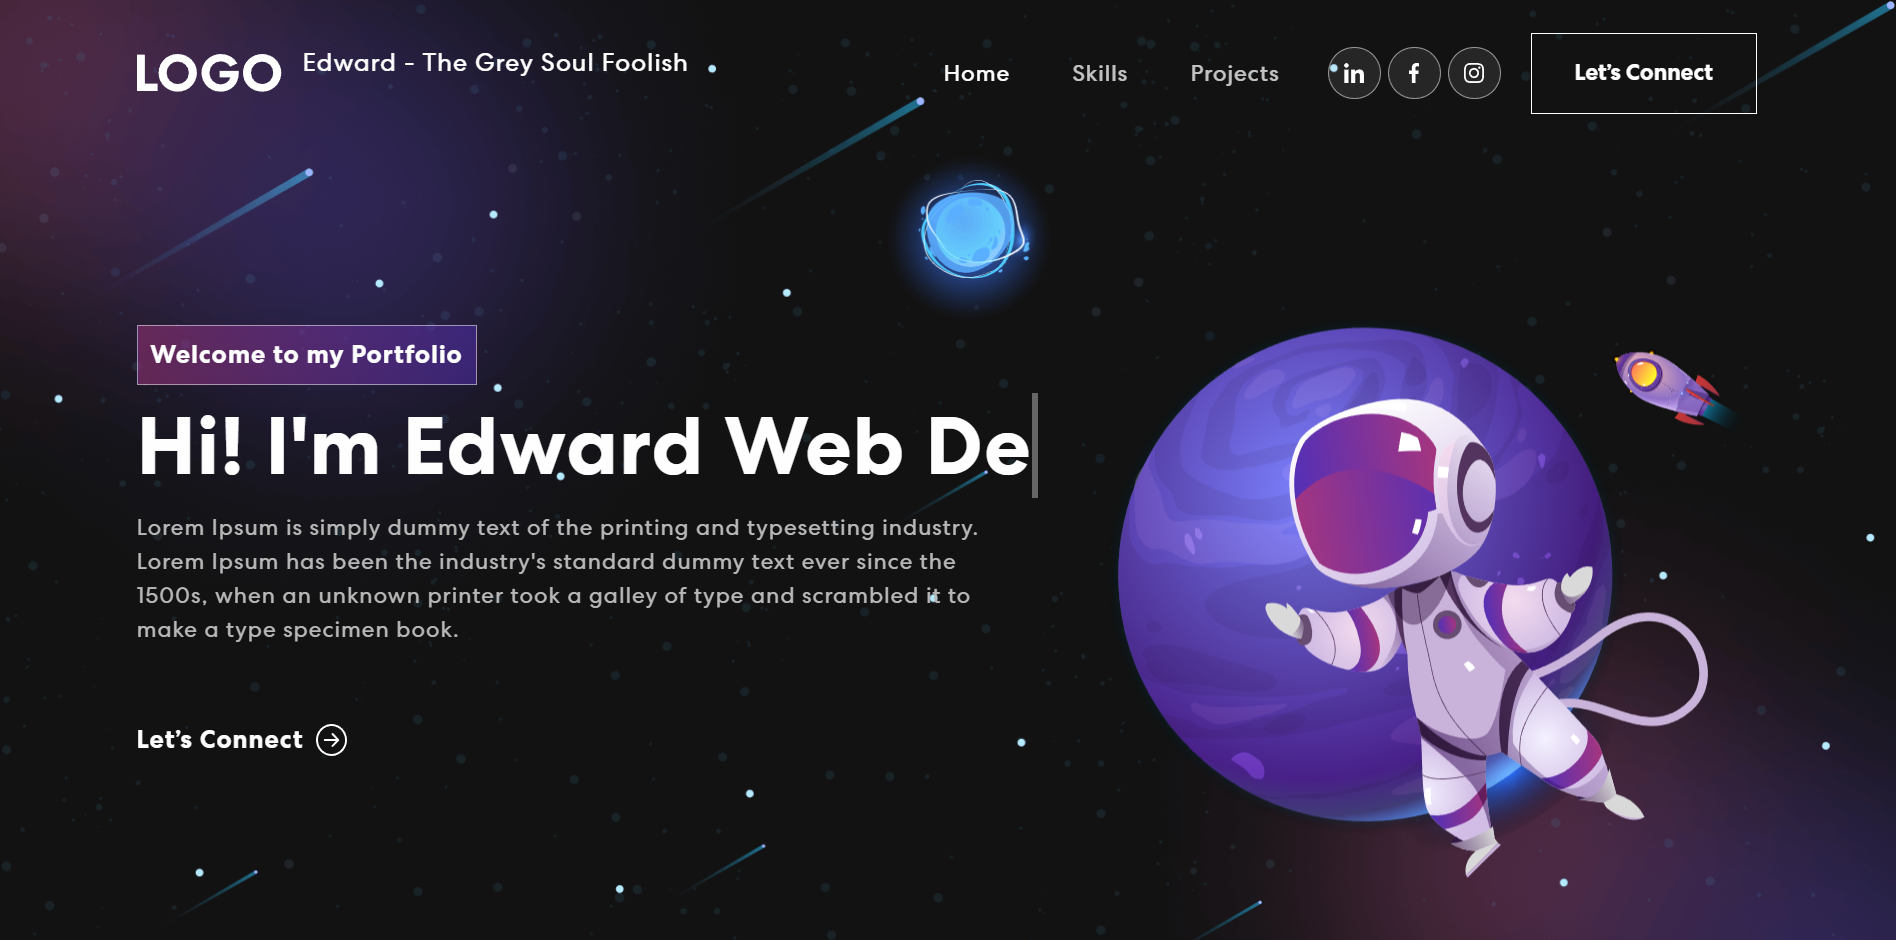 LOGO
Edward - The Grey Soul Foolish
Home
Skills
Projects
in
f
Let’s Connect
Welcome to my Portfolio
Hi! I'm Edward Web De
Lorem Ipsum is simply dummy text of the printing and typesetting industry.
Lorem Ipsum has been the industry's standard dummy text ever since the
1500s, when an unknown printer took a galley of type and scrambled it to
make a type specimen book.
Let’s Connect